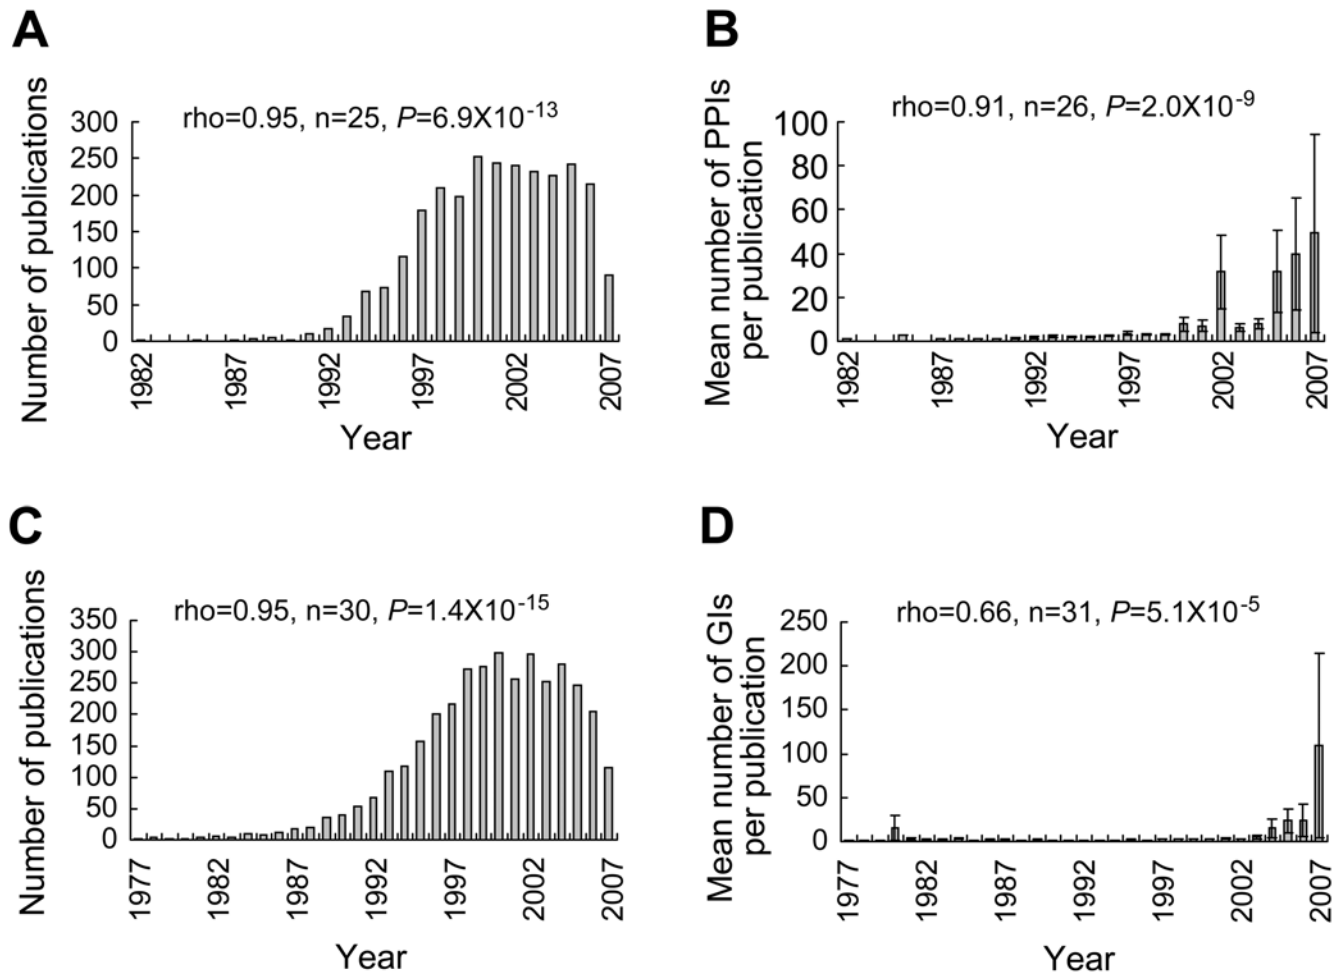 A
rho=0.95, n=25, P=6.9X10-13
Number of publications
300
250
200
150
100
50
0
1982
1987
1992
1997
2002
2007
Year
B
rho=0.91, n=26, P=2.0X10-9
Mean number of PPIs
per publication
100
80
60
40
20
0
1982
1987
1992
1997
2002
2007
Year
C
rho=0.95, n=30, P=1.4X10-15
Number of publications
350
300
250
200
150
100
50
0
1977
1982
1987
1992
1997
2002
2007
Year
D
rho=0.66, n=31, P=5.1X10-5
Mean number of GIs
per publication
250
200
150
100
50
0
1977
1982
1987
1992
1997
2002
2007
Year